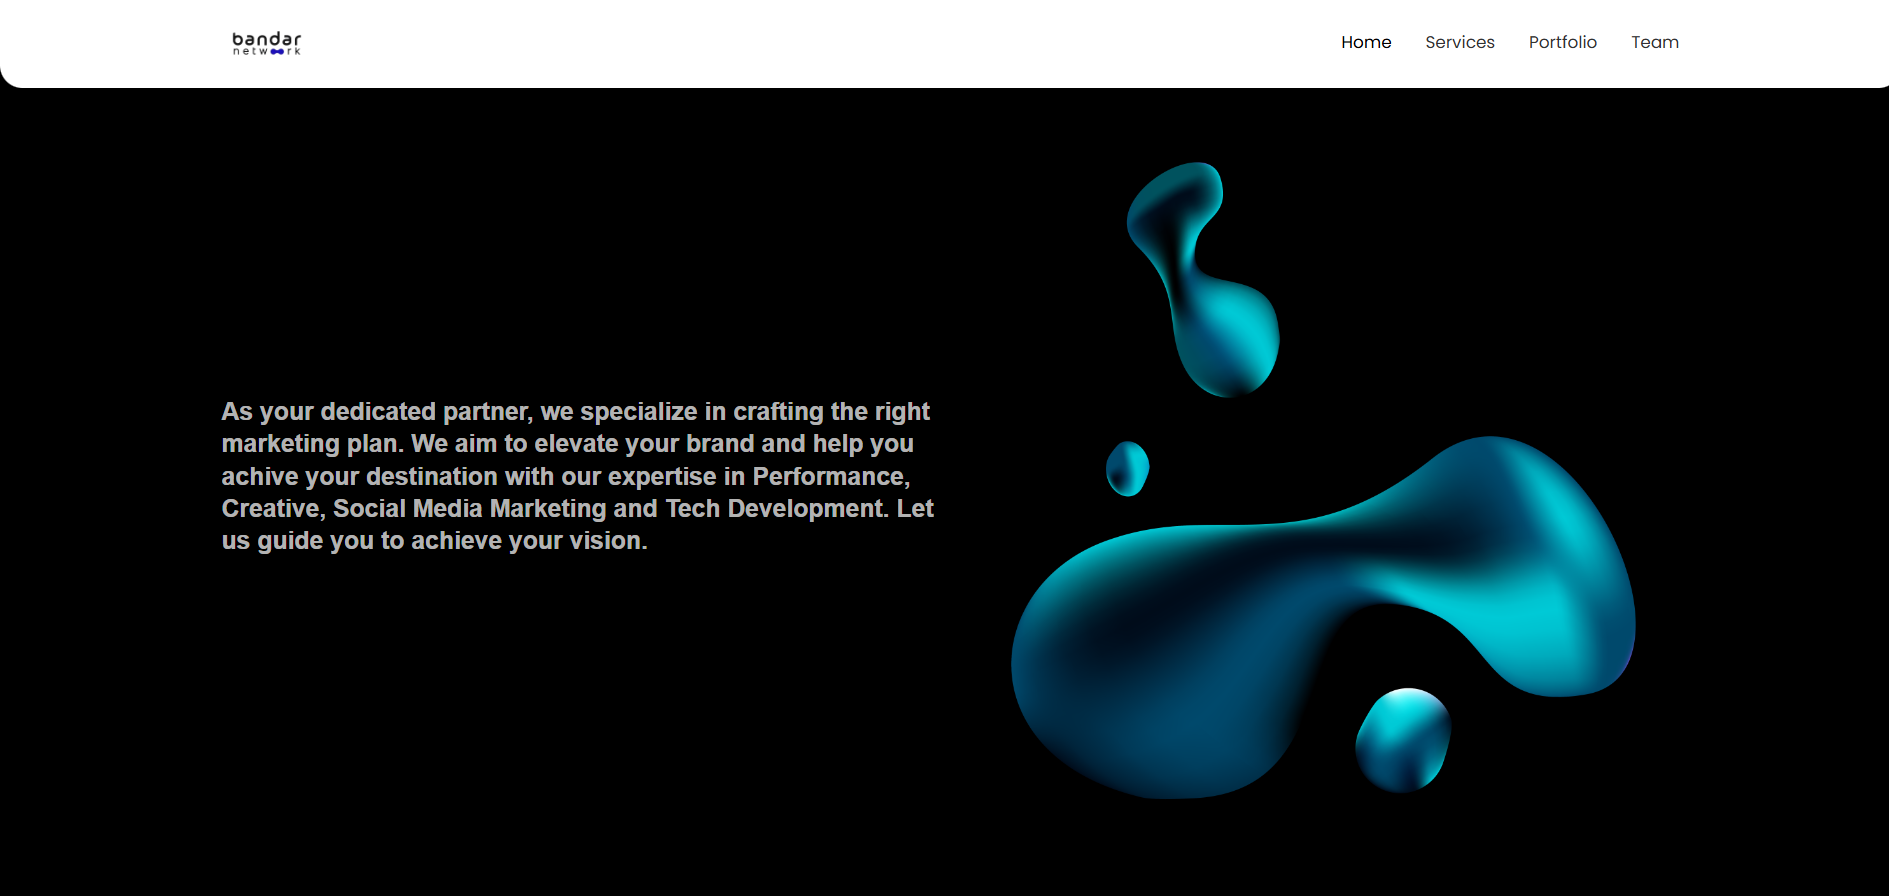 bandar
network
Home Services Portfolio Team
As your dedicated partner, we specialize in crafting the right
marketing plan. We aim to elevate your brand and help you
achive your destination with our expertise in Performance,
Creative, Social Media Marketing and Tech Development. Let
us guide you to achieve your vision.